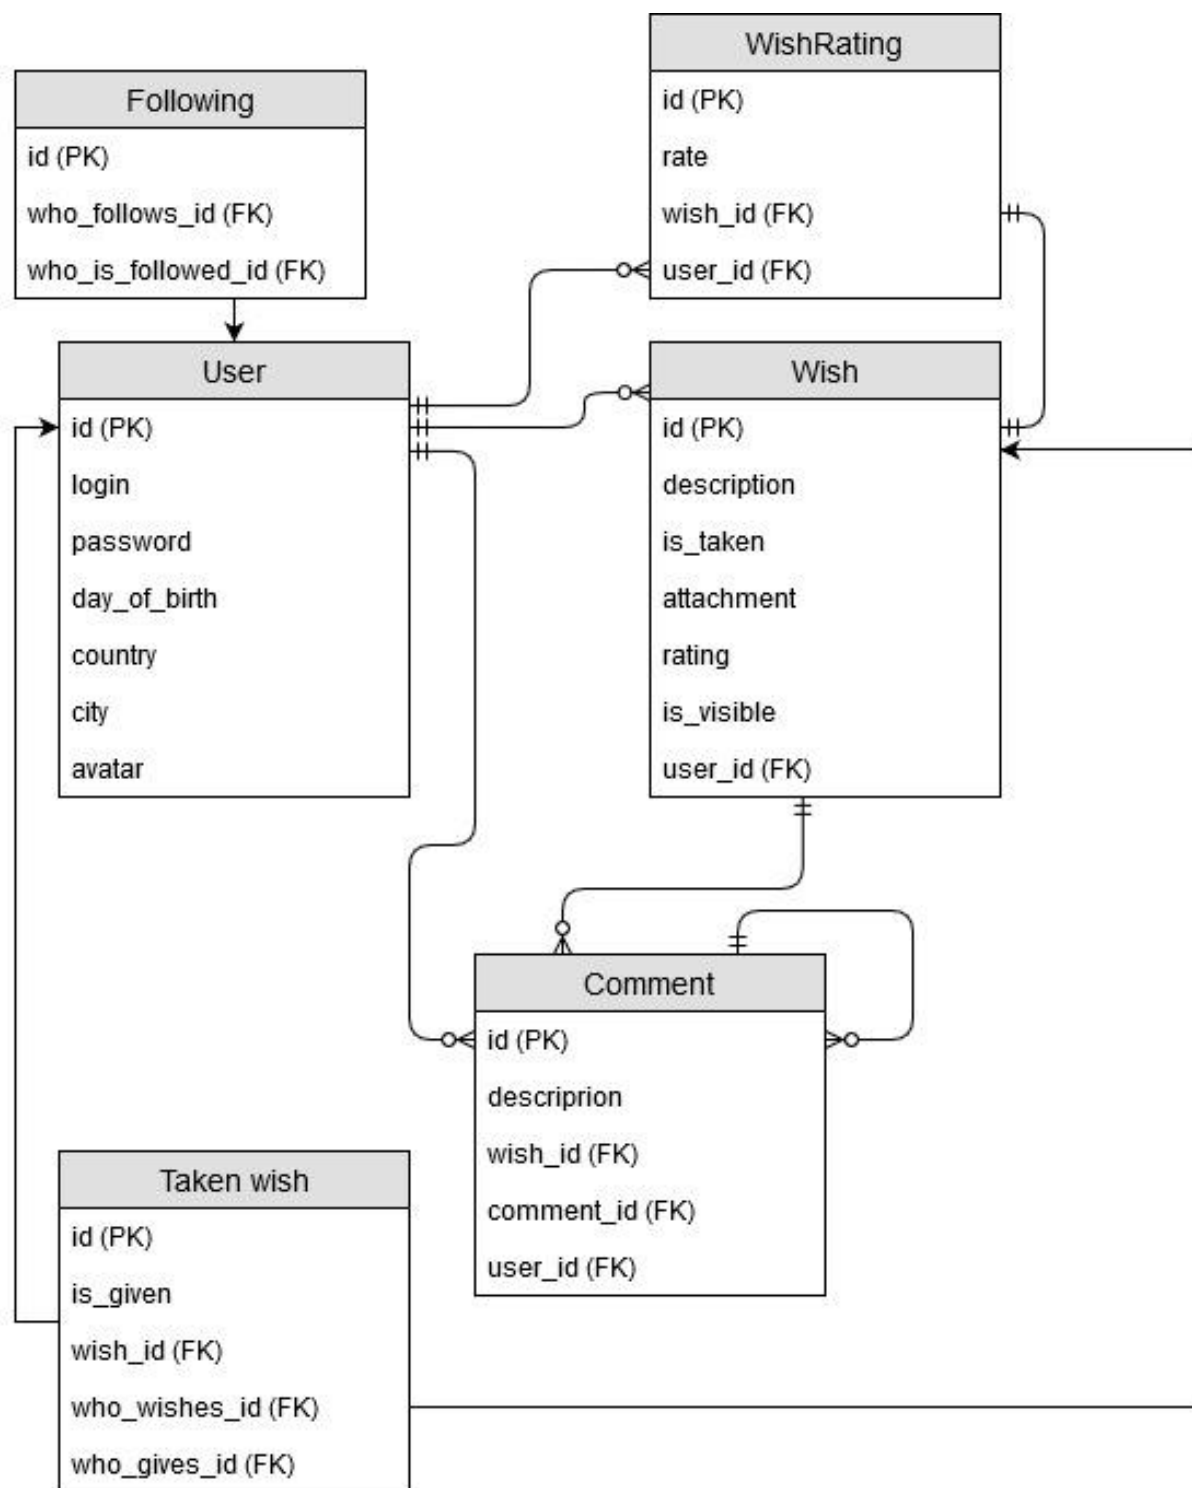 WishRating
id (PK)
rate
wish_id (FK)
user_id (FK)
Following
id (PK)
who_follows_id (FK)
who_is_followed_id (FK)
User
id (PK)
login
password
day_of_birth
country
city
avatar
Wish
id (PK)
description
is_taken
attachment
rating
is_visible
user_id (FK)
Comment
id (PK)
descriprion
wish_id (FK)
comment_id (FK)
user_id (FK)
Taken wish
id (PK)
is_given
wish_id (FK)
who_wishes_id (FK)
who_gives_id (FK)